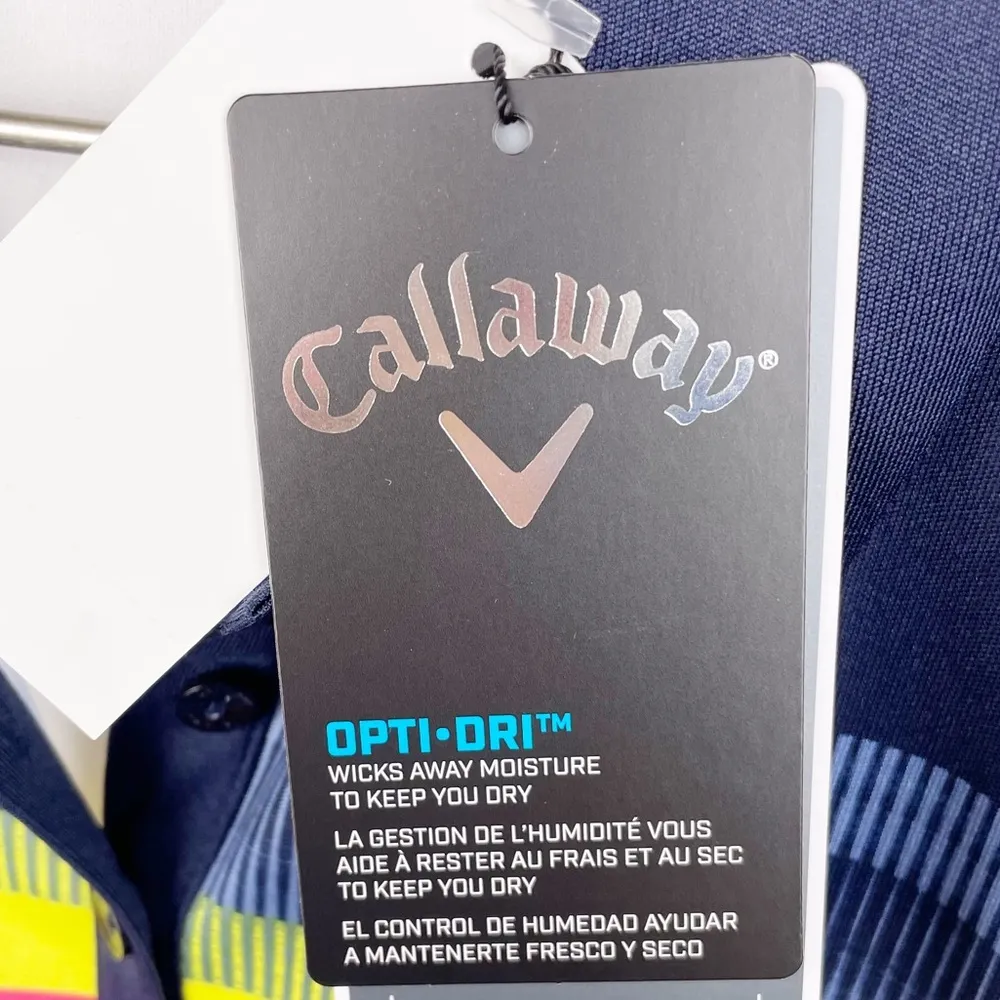 Callaway®
OPTI•DRI™
WICKS AWAY MOISTURE
TO KEEP YOU DRY
LA GESTION DE L'HUMIDITÉ VOUS
AIDE À RESTER AU FRAIS ET AU SEC
TO KEEP YOU DRY
EL CONTROL DE HUMEDAD AYUDAR
A MANTENERTE FRESCO Y SECO